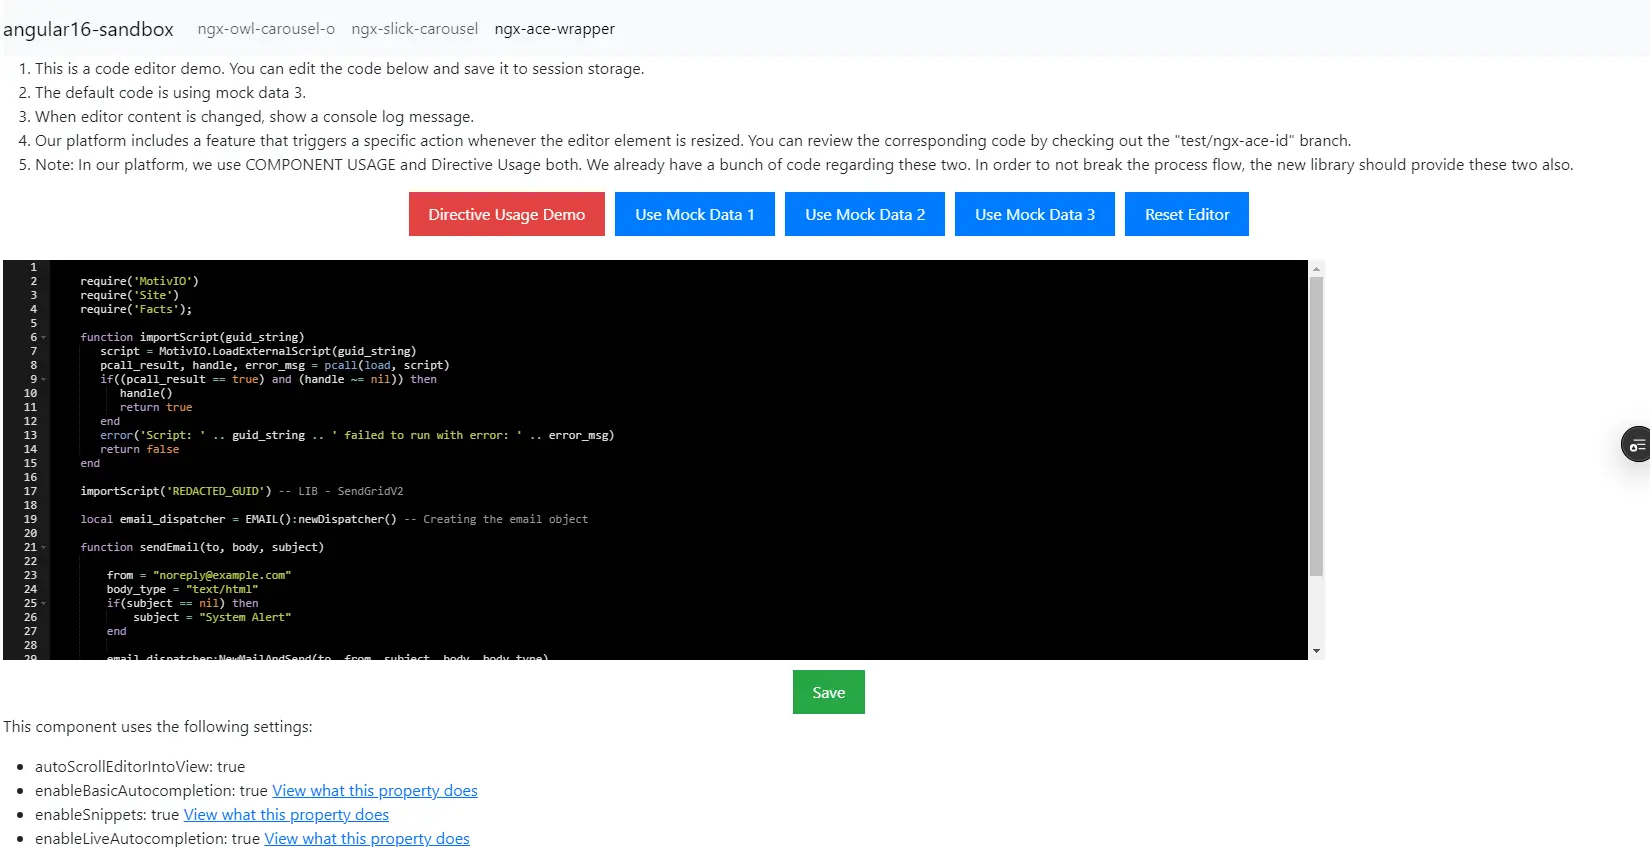 angular16-sandbox ngx-owl-carousel-o ngx-slick-carousel ngx-ace-wrapper
1. This is a code editor demo. You can edit the code below and save it to session storage.
2. The default code is using mock data 3.
3. When editor content is changed, show a console log message.
4. Our platform includes a feature that triggers a specific action whenever the editor element is resized. You can review the corresponding code by checking out the "test/ngx-ace-id" branch.
5. Note: In our platform, we use COMPONENT USAGE and Directive Usage both. We already have a bunch of code regarding these two. In order to not break the process flow, the new library should provide these two also.
Directive Usage Demo Use Mock Data 1 Use Mock Data 2 Use Mock Data 3 Reset Editor
1
2 require('MotivIO')
3 require('Site')
4 require('Facts');
5
6 function importScript(guid_string)
7 script = MotivIO.LoadExternalScript(guid_string)
8 pcall_result, handle, error_msg = pcall(load, script)
9 if((pcall_result == true) and (handle ~= nil)) then
10 handle()
11 return true
12 end
13 error('Script: ' .. guid_string .. ' failed to run with error: ' .. error_msg)
14 return false
15 end
16
17 importScript('REDACTED_GUID') -- LIB - SendGridV2
18
19 local email_dispatcher = EMAIL():newDispatcher() -- Creating the email object
20
21 function sendEmail(to, body, subject)
22
23 from = "noreply@example.com"
24 body_type = "text/html"
25 if(subject == nil) then
26 subject = "System Alert"
27 end
28
29 email_dispatcher:NewMailAndSend(to, from, subject, body, body_type)
Save
This component uses the following settings:
• autoScrollEditorIntoView: true
• enableBasicAutocompletion: true View what this property does
• enableSnippets: true View what this property does
• enableLiveAutocompletion: true View what this property does